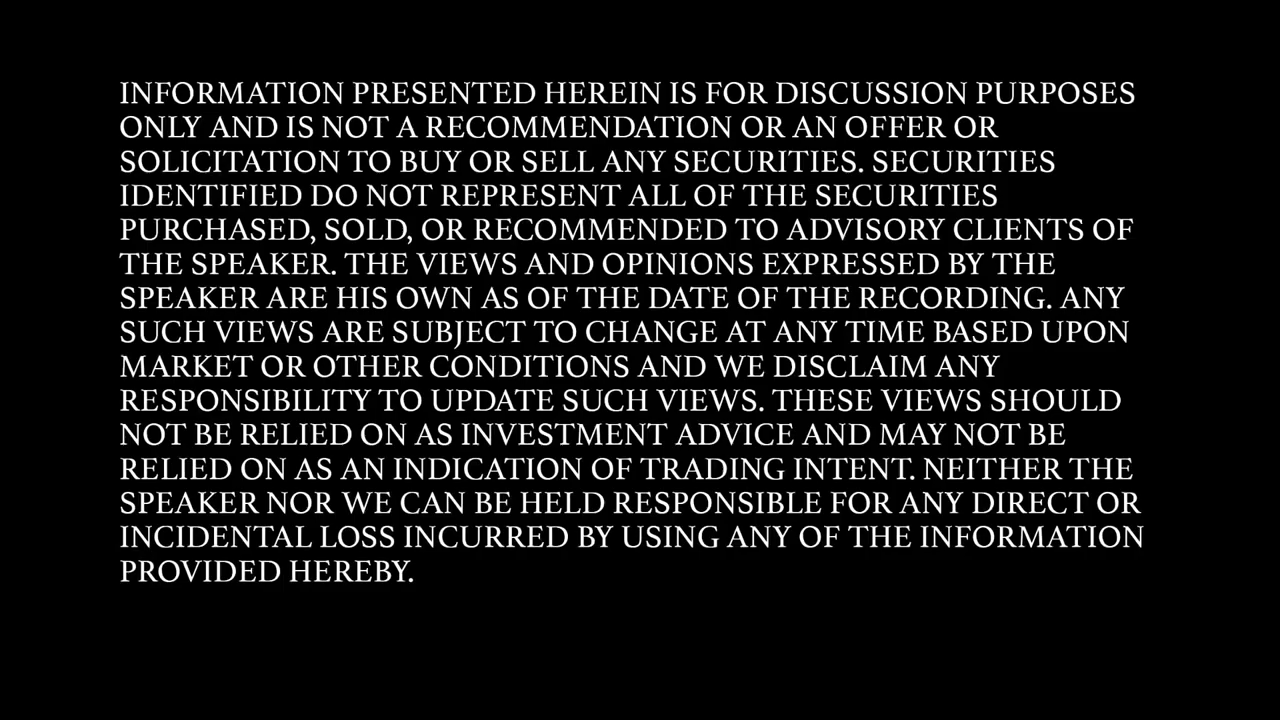 INFORMATION PRESENTED HEREIN IS FOR DISCUSSION PURPOSES
ONLY AND IS NOT A RECOMMENDATION OR AN OFFER OR
SOLICITATION TO BUY OR SELL ANY SECURITIES. SECURITIES
IDENTIFIED DO NOT REPRESENT ALL OF THE SECURITIES
PURCHASED, SOLD, OR RECOMMENDED TO ADVISORY CLIENTS OF
THE SPEAKER. THE VIEWS AND OPINIONS EXPRESSED BY THE
SPEAKER ARE HIS OWN AS OF THE DATE OF THE RECORDING. ANY
SUCH VIEWS ARE SUBJECT TO CHANGE AT ANY TIME BASED UPON
MARKET OR OTHER CONDITIONS AND WE DISCLAIM ANY
RESPONSIBILITY TO UPDATE SUCH VIEWS. THESE VIEWS SHOULD
NOT BE RELIED ON AS INVESTMENT ADVICE AND MAY NOT BE
RELIED ON AS AN INDICATION OF TRADING INTENT. NEITHER THE
SPEAKER NOR WE CAN BE HELD RESPONSIBLE FOR ANY DIRECT OR
INCIDENTAL LOSS INCURRED BY USING ANY OF THE INFORMATION
PROVIDED HEREBY.